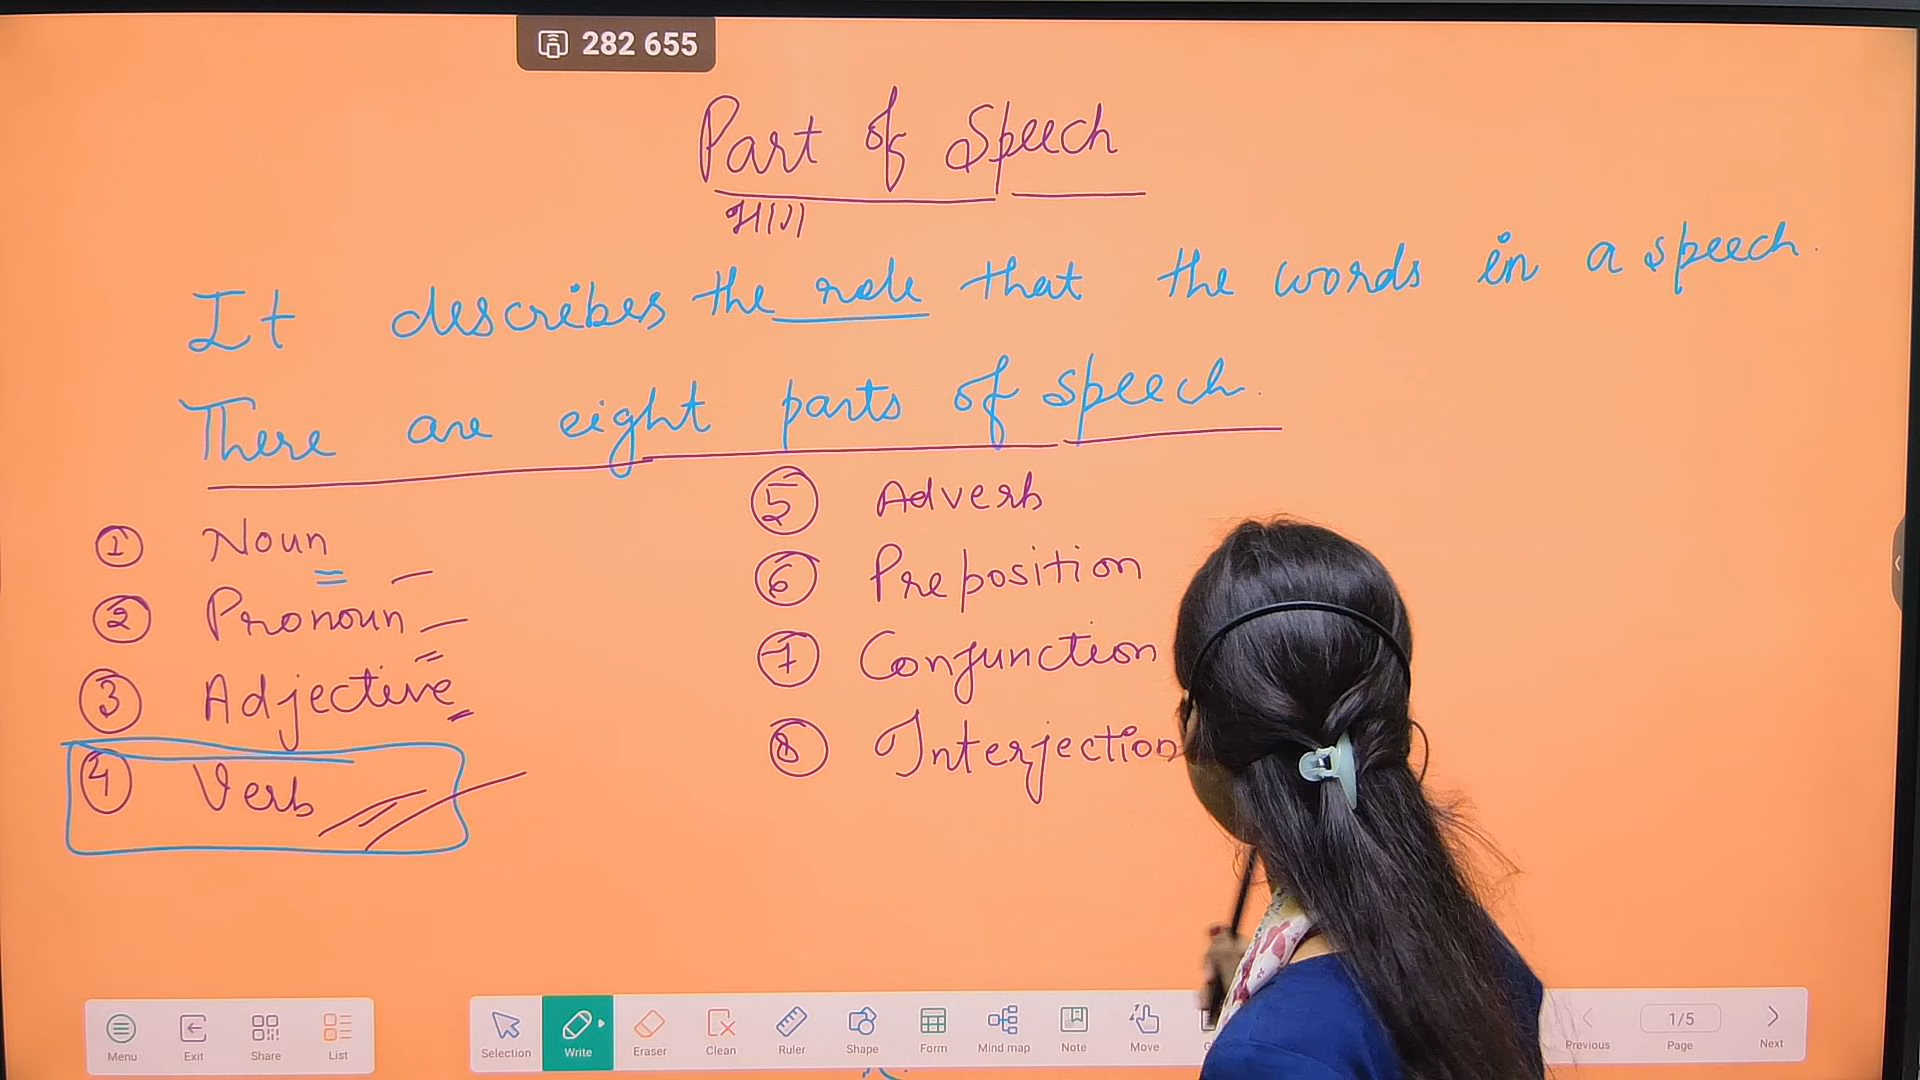 282 655
Part of Speech
भाग
It describes the role that the words in a speech.
There are eight parts of speech.
1 Noun
2 Pronoun
3 Adjective
4 Verb
5 Adverb
6 Preposition
7 Conjunction
8 Interjection
Menu Exit Share List Selection Write Eraser Clean Ruler Shape Form Mind map Note Move Previous 1/5 Page Next